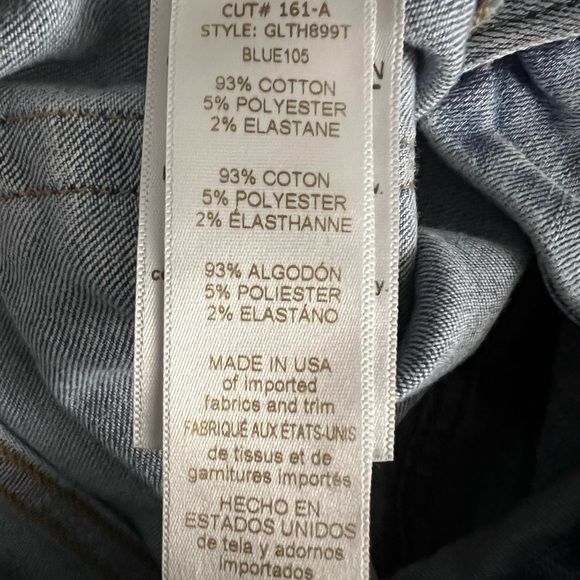 CUT# 161-A
STYLE: GLTH899T
BLUE105
93% COTTON
5% POLYESTER
2% ELASTANE
93% COTON
5% POLYESTER
2% ÉLASTHANNE
93% ALGODÓN
5% POLIESTER
2% ELASTÁNO
MADE IN USA
of imported
fabrics and trim
FABRIQUÉ AUX ÉTATS-UNIS
de tissus et de
garnitures importés
HECHO EN
ESTADOS UNIDOS
de tela y adornos
importados